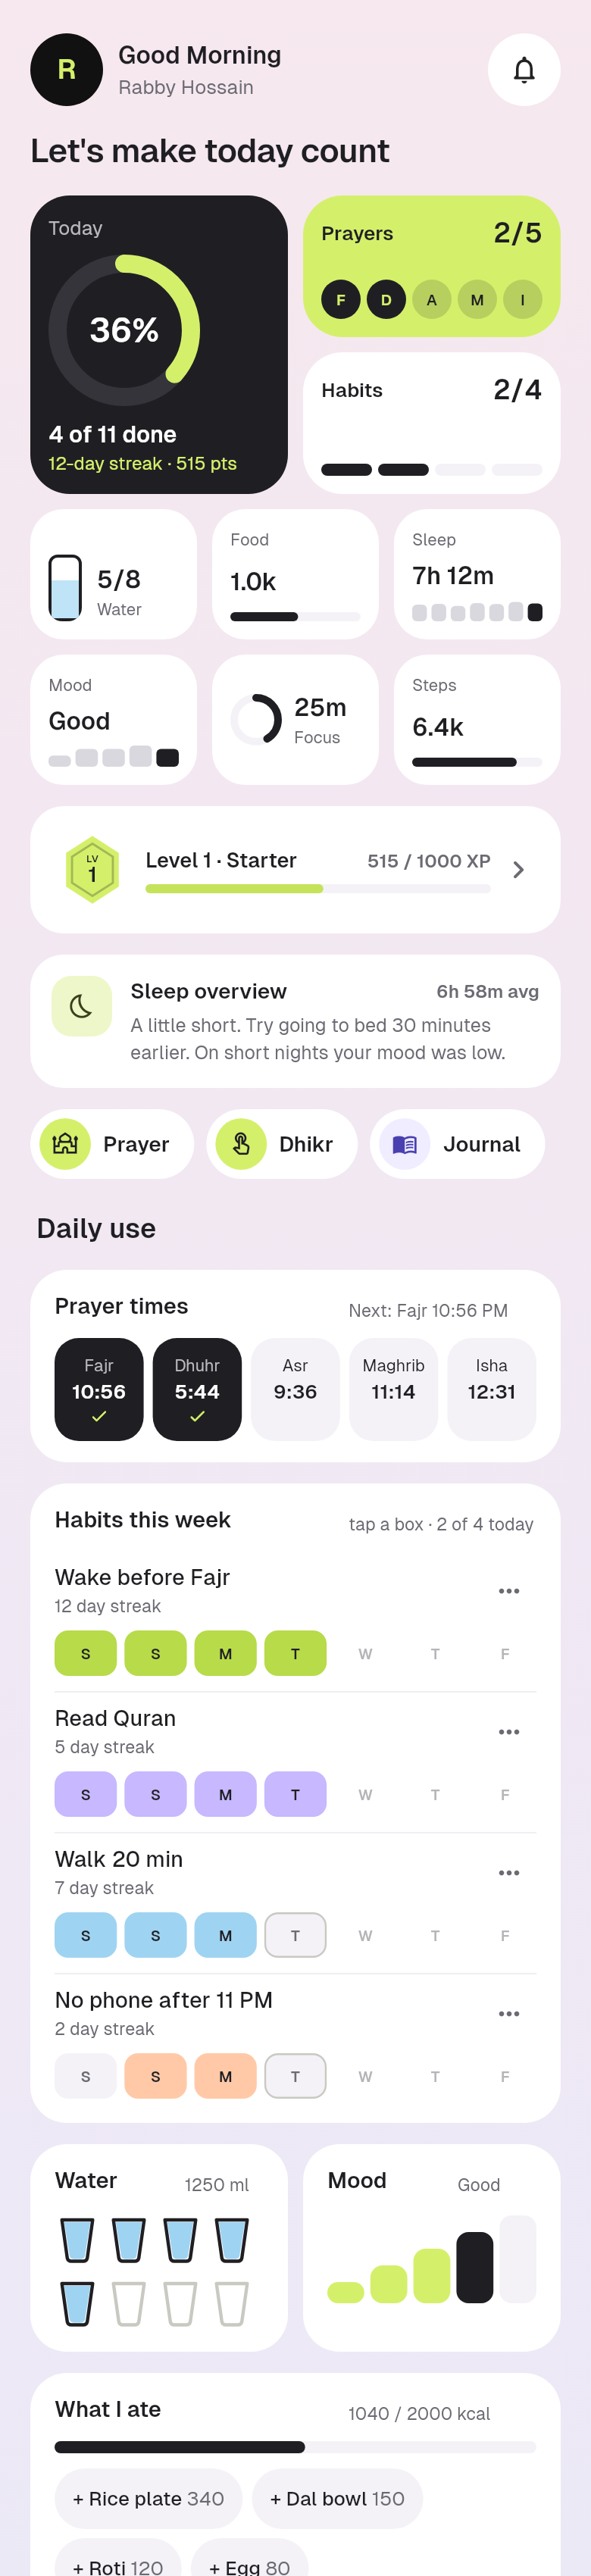 R
Good Morning
Rabby Hossain
Let's make today count
Today
36%
4 of 11 done
12-day streak · 515 pts
Prayers 2/5
F D A M I
Habits 2/4
5/8
Water
Food
1.0k
Sleep
7h 12m
Mood
Good
25m
Focus
Steps
6.4k
LV
1
Level 1 · Starter 515 / 1000 XP
Sleep overview 6h 58m avg
A little short. Try going to bed 30 minutes
earlier. On short nights your mood was low.
Prayer Dhikr Journal
Daily use
Prayer times Next: Fajr 10:56 PM
Fajr Dhuhr Asr Maghrib Isha
10:56 5:44 9:36 11:14 12:31
Habits this week tap a box · 2 of 4 today
Wake before Fajr
12 day streak
S S M T W T F
Read Quran
5 day streak
S S M T W T F
Walk 20 min
7 day streak
S S M T W T F
No phone after 11 PM
2 day streak
S S M T W T F
Water 1250 ml
Mood Good
What I ate 1040 / 2000 kcal
+ Rice plate 340 + Dal bowl 150
+ Roti 120 + Egg 80